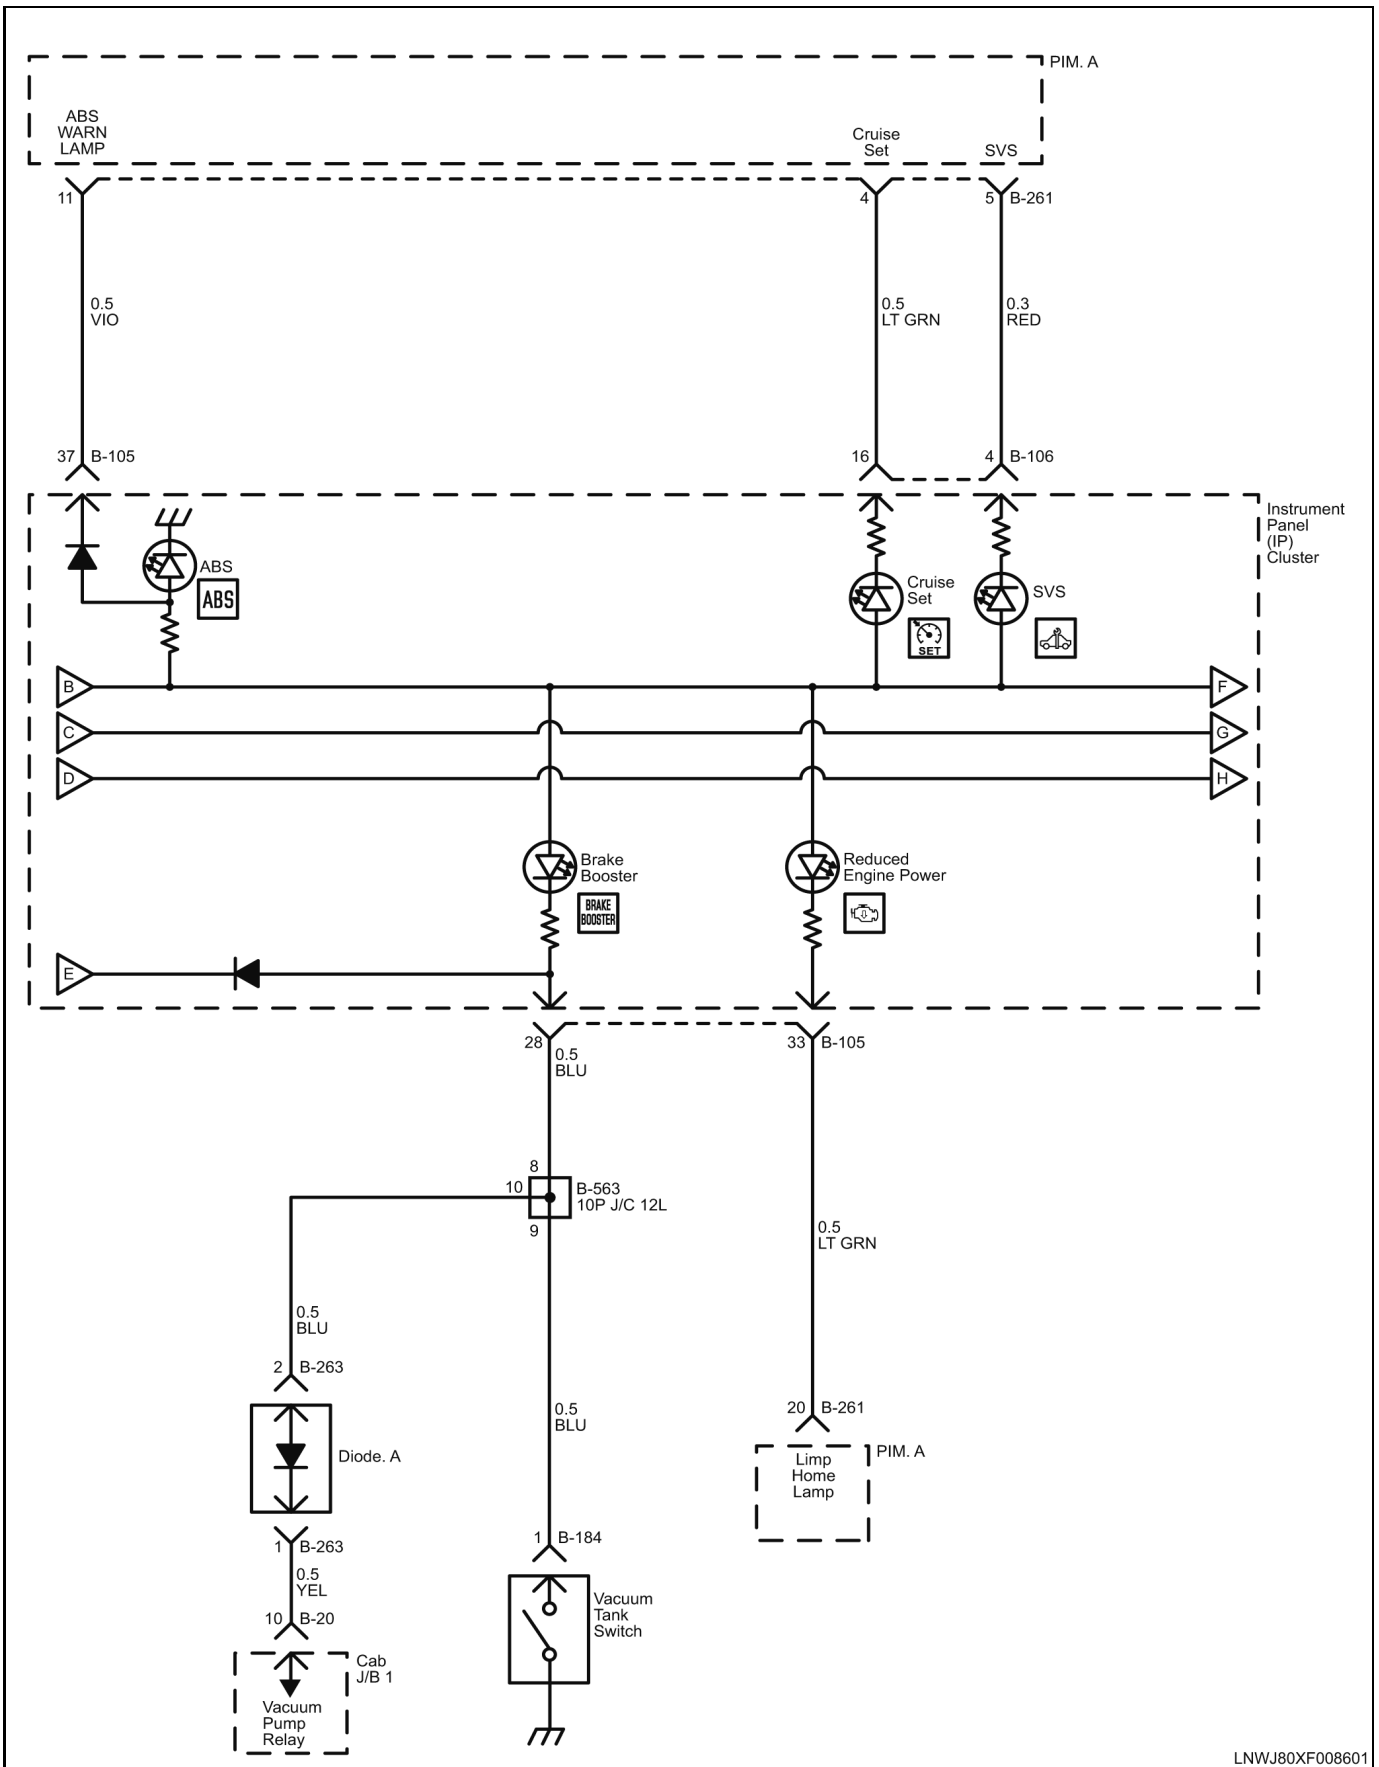 PIM. A
ABS
WARN
LAMP
Cruise
Set
SVS
11
4
5
B-261
0.5
VIO
0.5
LT GRN
0.3
RED
37
B-105
16
4
B-106
Instrument
Panel
(IP)
Cluster
ABS
ABS
Cruise
Set
SET
SVS
B
F
C
G
D
H
Brake
Booster
BRAKE
BOOSTER
Reduced
Engine Power
E
28
33
B-105
0.5
BLU
8
10
B-563
10P J/C 12L
9
0.5
LT GRN
0.5
BLU
2
B-263
0.5
BLU
20
B-261
Diode. A
PIM. A
Limp
Home
Lamp
1
B-263
1
B-184
0.5
YEL
10
B-20
Vacuum
Tank
Switch
Cab
J/B 1
Vacuum
Pump
Relay
LNWJ80XF008601